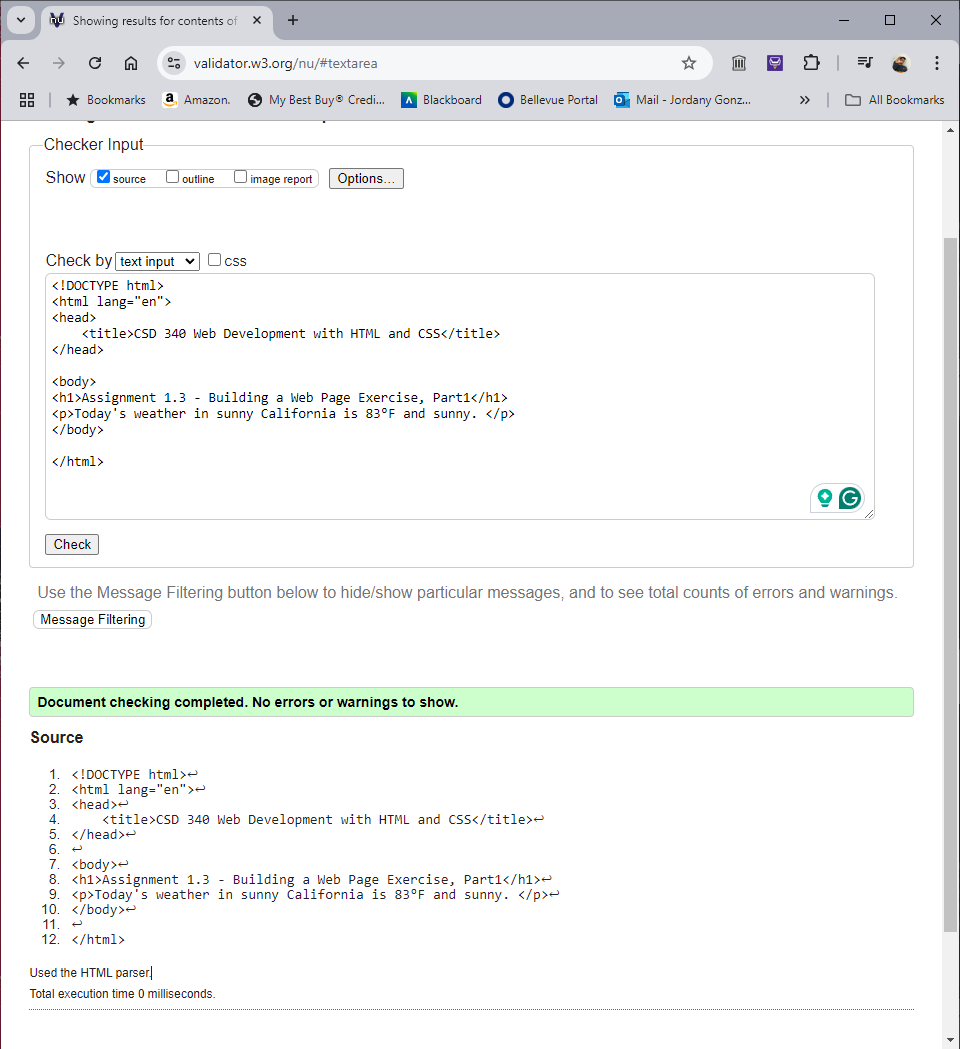 Showing results for contents of
validator.w3.org/nu/#textarea
Bookmarks
Amazon.
My Best Buy® Credi...
Blackboard
Bellevue Portal
Mail - Jordany Gonz...
All Bookmarks
Checker Input
Show source outline image report Options...
Check by text input css
<!DOCTYPE html>
<html lang="en">
<head>
    <title>CSD 340 Web Development with HTML and CSS</title>
</head>

<body>
<h1>Assignment 1.3 - Building a Web Page Exercise, Part1</h1>
<p>Today's weather in sunny California is 83°F and sunny. </p>
</body>

</html>
Check
Use the Message Filtering button below to hide/show particular messages, and to see total counts of errors and warnings.
Message Filtering
Document checking completed. No errors or warnings to show.
Source
1. <!DOCTYPE html>↩
2. <html lang="en">↩
3. <head>↩
4.     <title>CSD 340 Web Development with HTML and CSS</title>↩
5. </head>↩
6. ↩
7. <body>↩
8. <h1>Assignment 1.3 - Building a Web Page Exercise, Part1</h1>↩
9. <p>Today's weather in sunny California is 83°F and sunny. </p>↩
10. </body>↩
11. ↩
12. </html>
Used the HTML parser.
Total execution time 0 milliseconds.